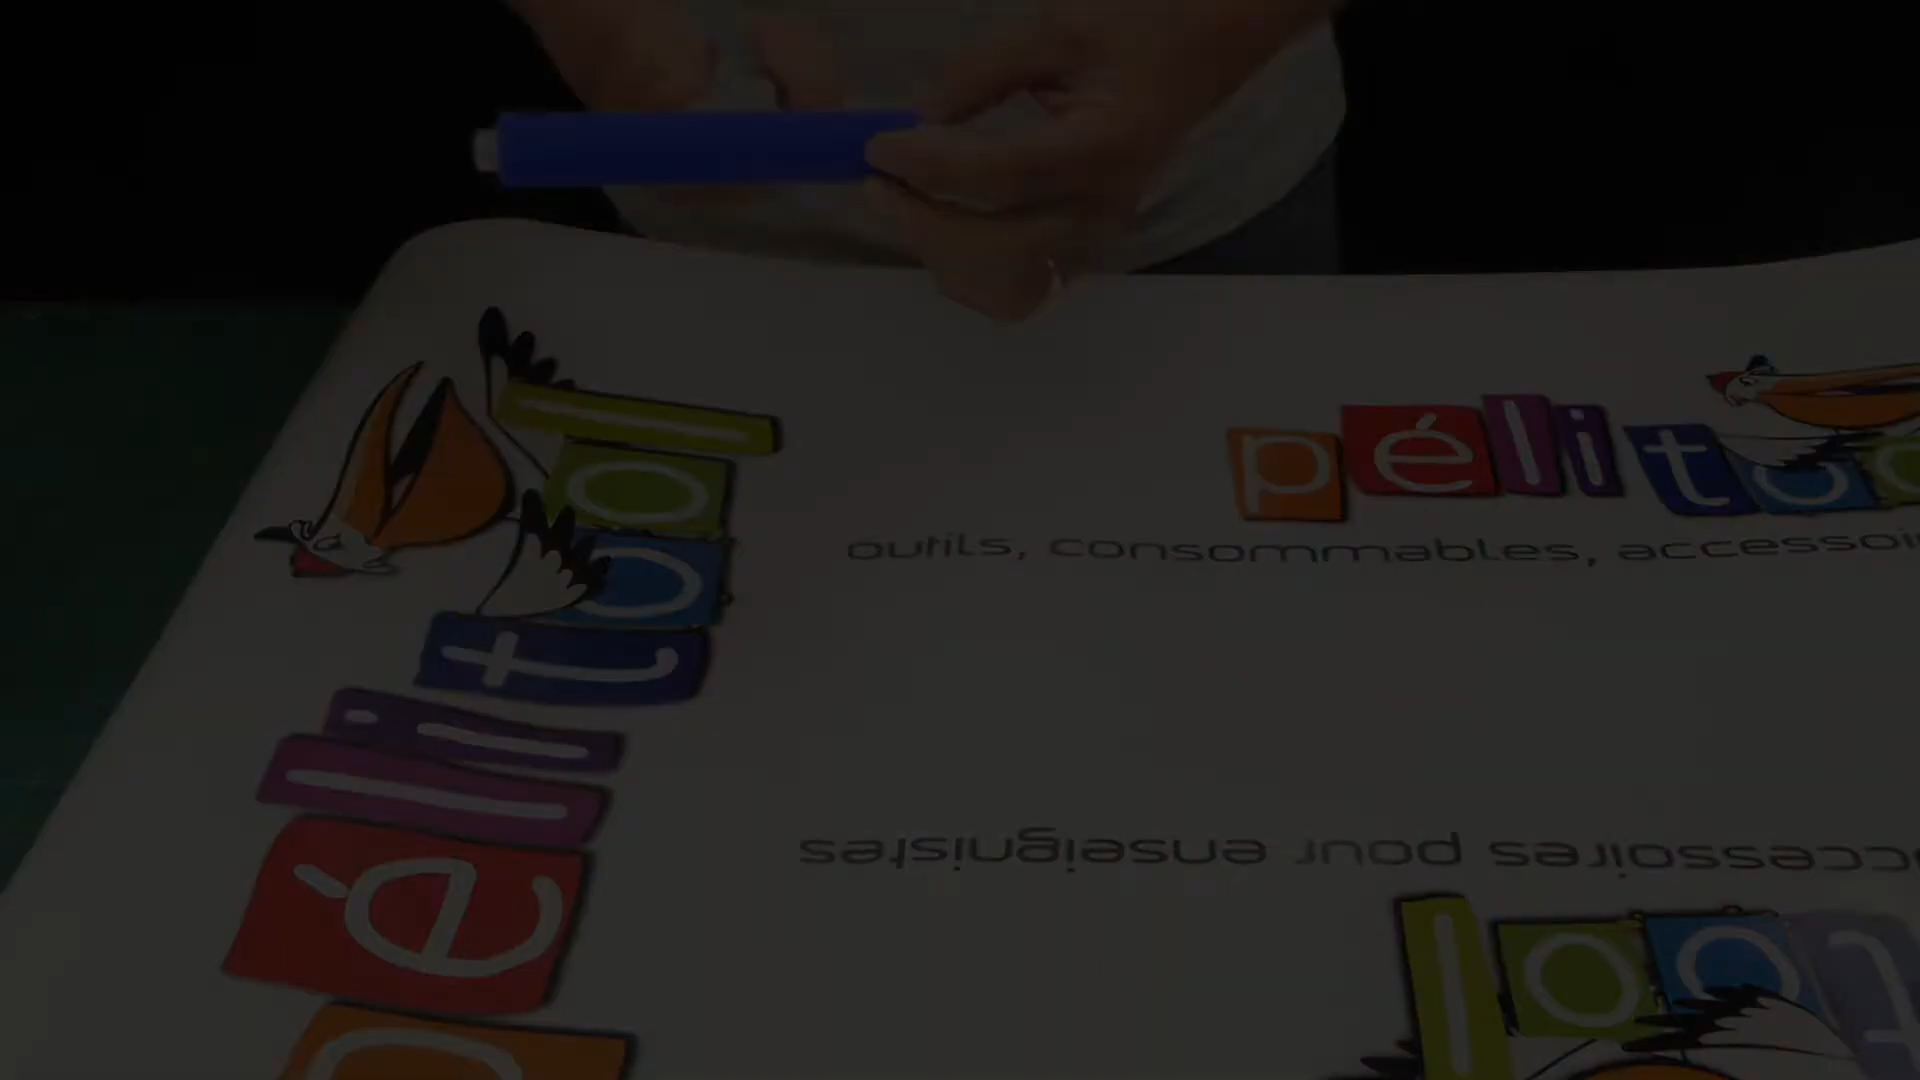 pélitoo
outils, consommables, accessoi
pélitool
ccessoires pour enseignistes
tool